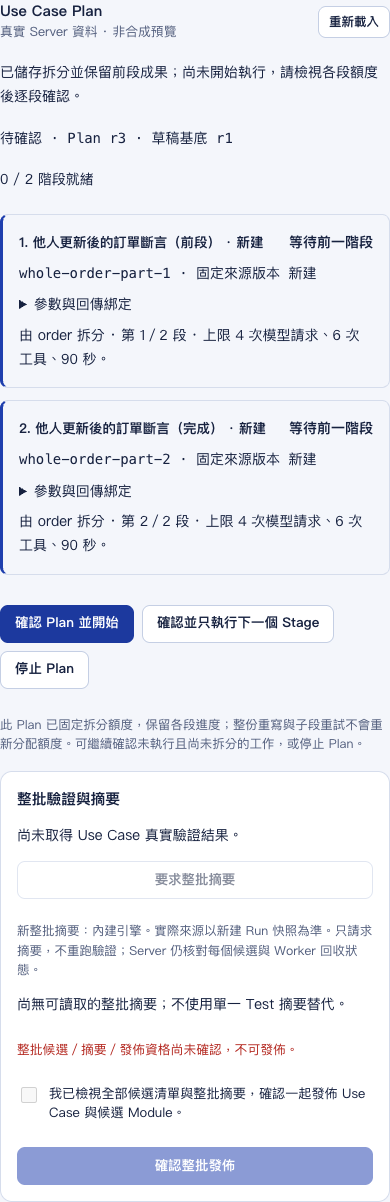 Use Case Plan
真實 Server 資料 · 非合成預覽
重新載入
已儲存拆分並保留前段成果；尚未開始執行，請檢視各段額度
後逐段確認。
待確認 · Plan r3 · 草稿基底 r1
0 / 2 階段就緒
1. 他人更新後的訂單斷言（前段） · 新建 等待前一階段
whole-order-part-1 · 固定來源版本 新建
▶ 參數與回傳綁定
由 order 拆分 · 第 1 / 2 段 · 上限 4 次模型請求、6 次
工具、90 秒。
2. 他人更新後的訂單斷言（完成） · 新建 等待前一階段
whole-order-part-2 · 固定來源版本 新建
▶ 參數與回傳綁定
由 order 拆分 · 第 2 / 2 段 · 上限 4 次模型請求、6 次
工具、90 秒。
確認 Plan 並開始 確認並只執行下一個 Stage
停止 Plan
此 Plan 已固定拆分額度，保留各段進度；整份重寫與子段重試不會重
新分配額度。可繼續確認未執行且尚未拆分的工作，或停止 Plan。
整批驗證與摘要
尚未取得 Use Case 真實驗證結果。
要求整批摘要
新整批摘要：內建引擎。實際來源以新建 Run 快照為準。只請求
摘要，不重跑驗證；Server 仍核對每個候選與 Worker 回收狀
態。
尚無可讀取的整批摘要；不使用單一 Test 摘要替代。
整批候選 / 摘要 / 發佈資格尚未確認，不可發佈。
我已檢視全部候選清單與整批摘要，確認一起發佈 Use
Case 與候選 Module。
確認整批發佈